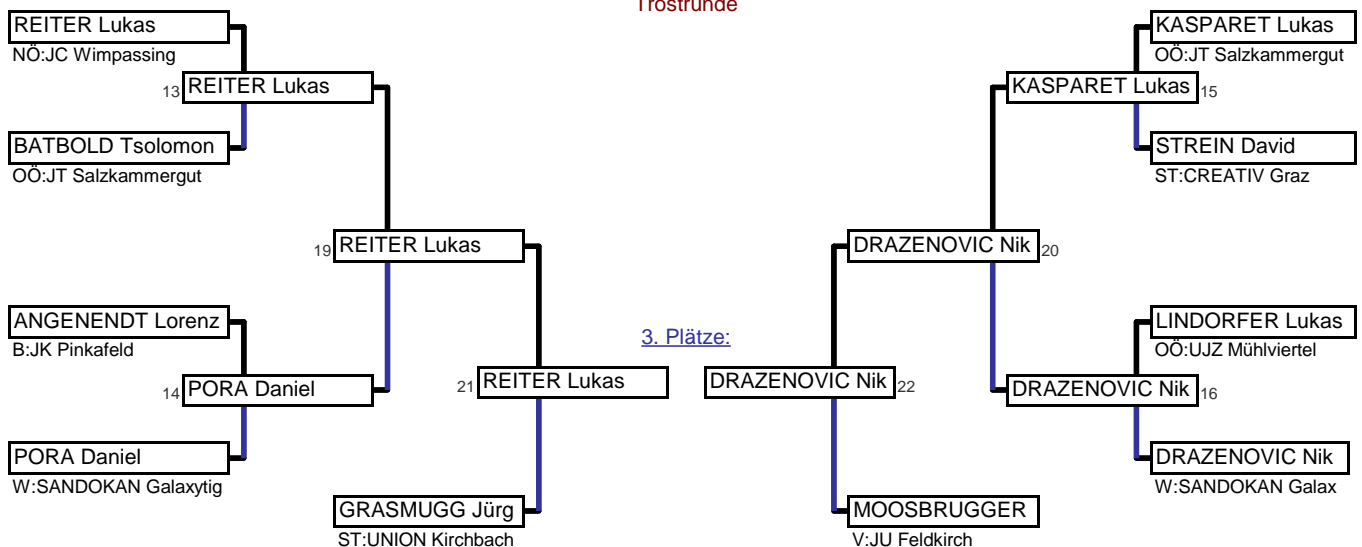 Trostrunde
REITER Lukas
NÖ:JC Wimpassing
13 REITER Lukas
BATBOLD Tsolomon
OÖ:JT Salzkammergut
19 REITER Lukas
ANGENENDT Lorenz
B:JK Pinkafeld
14 PORA Daniel
PORA Daniel
W:SANDOKAN Galaxytig
21 REITER Lukas
GRASMUGG Jürg
ST:UNION Kirchbach
3. Plätze:
KASPARET Lukas
OÖ:JT Salzkammergut
KASPARET Lukas 15
STREIN David
ST:CREATIV Graz
DRAZENOVIC Nik 20
LINDORFER Lukas
OÖ:UJZ Mühlviertel
DRAZENOVIC Nik 16
DRAZENOVIC Nik
W:SANDOKAN Galax
DRAZENOVIC Nik 22
MOOSBRUGGER
V:JU Feldkirch